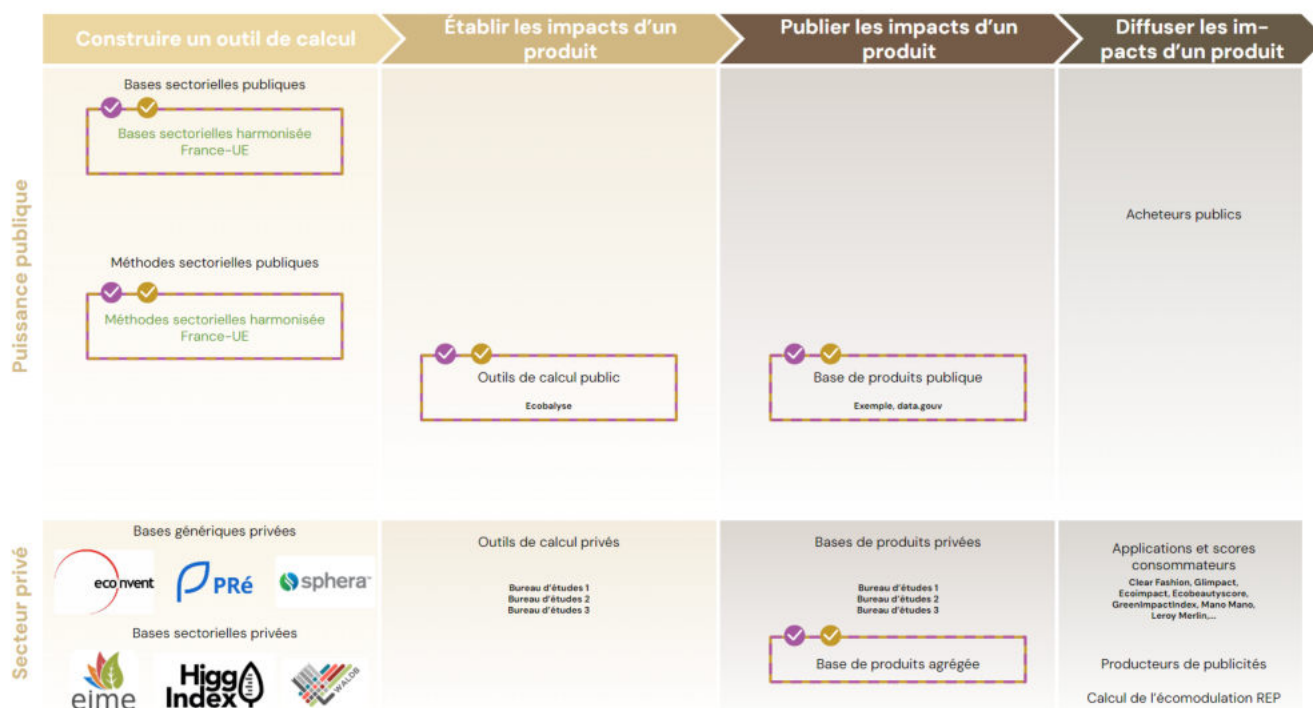 Construire un outil de calcul
Établir les impacts d'un
produit
Publier les impacts d'un
produit
Diffuser les im-
pacts d'un produit
Puissance publique
Bases sectorielles publiques
Bases sectorielles harmonisée
France-UE
Méthodes sectorielles publiques
Méthodes sectorielles harmonisée
France-UE
Outils de calcul public
Ecobalyse
Base de produits publique
Exemple, data.gouv
Acheteurs publics
Secteur privé
Bases génériques privées
ecoinvent
PRé
sphera
Bases sectorielles privées
eime
Higg
Index
WALDB
Outils de calcul privés
Bureau d'études 1
Bureau d'études 2
Bureau d'études 3
Bases de produits privées
Bureau d'études 1
Bureau d'études 2
Bureau d'études 3
Base de produits agrégée
Applications et scores
consommateurs
Clear Fashion, Glimpact,
Ecoimpact, Ecobeautyscore,
GreenImpactIndex, Mano Mano,
Leroy Merlin,...
Producteurs de publicités
Calcul de l'écomodulation REP